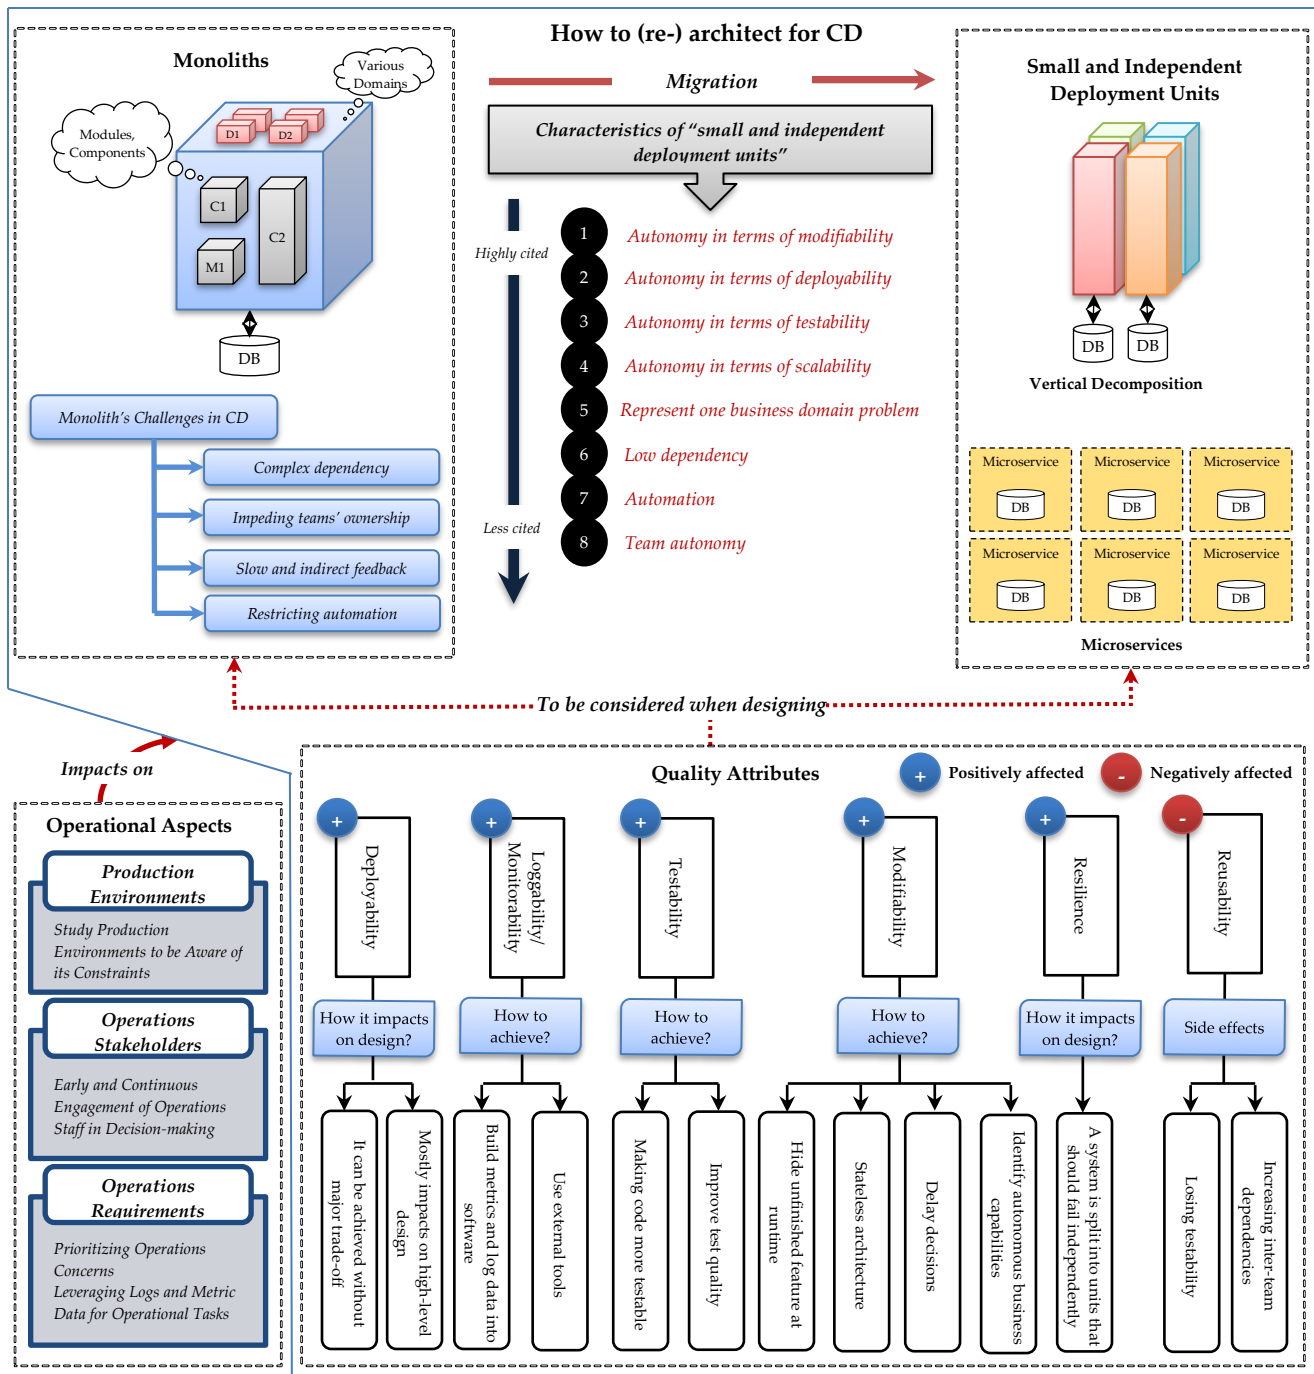 How to (re-) architect for CD
Monoliths
Various
Domains
Modules,
Components
D1
D2
C1
C2
M1
DB
Monolith's Challenges in CD
Complex dependency
Impeding teams' ownership
Slow and indirect feedback
Restricting automation
Migration
Characteristics of “small and independent
deployment units”
Highly cited
Less cited
1
Autonomy in terms of modifiability
2
Autonomy in terms of deployability
3
Autonomy in terms of testability
4
Autonomy in terms of scalability
5
Represent one business domain problem
6
Low dependency
7
Automation
8
Team autonomy
Small and Independent
Deployment Units
DB
DB
Vertical Decomposition
Microservice
DB
Microservice
DB
Microservice
DB
Microservice
DB
Microservice
DB
Microservice
DB
Microservices
To be considered when designing
Impacts on
Operational Aspects
Production
Environments
Study Production
Environments to be Aware of
its Constraints
Operations
Stakeholders
Early and Continuous
Engagement of Operations
Staff in Decision-making
Operations
Requirements
Prioritizing Operations
Concerns
Leveraging Logs and Metric
Data for Operational Tasks
Quality Attributes
+
Positively affected
-
Negatively affected
+
Deployability
How it impacts
on design?
It can be achieved without
major trade-off
Mostly impacts on high-level
design
+
Loggability/
Monitorability
How to
achieve?
Build metrics and log data into
software
Use external tools
+
Testability
How to
achieve?
Making code more testable
Improve test quality
+
Modifiability
How to
achieve?
Hide unfinished feature at
runtime
Stateless architecture
Delay decisions
Identify autonomous business
capabilities
+
Resilience
How it impacts
on design?
A system is split into units that
should fail independently
-
Reusability
Side effects
Losing testability
Increasing inter-team
dependencies